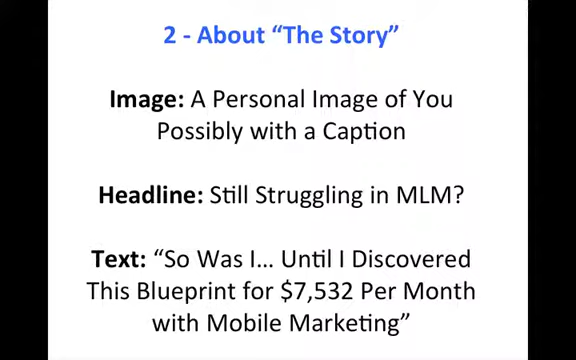 2 - About “The Story”
Image: A Personal Image of You
Possibly with a Caption
Headline: Still Struggling in MLM?
Text: “So Was I... Until I Discovered
This Blueprint for $7,532 Per Month
with Mobile Marketing”